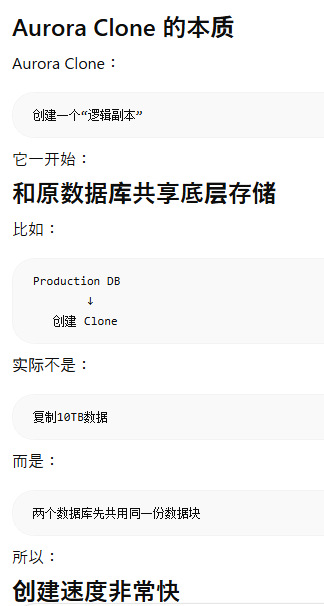 Aurora Clone 的本质
Aurora Clone：
创建一个“逻辑副本”
它一开始：
和原数据库共享底层存储
比如：
Production DB
↓
创建 Clone
实际不是：
复制10TB数据
而是：
两个数据库先共用同一份数据块
所以：
创建速度非常快